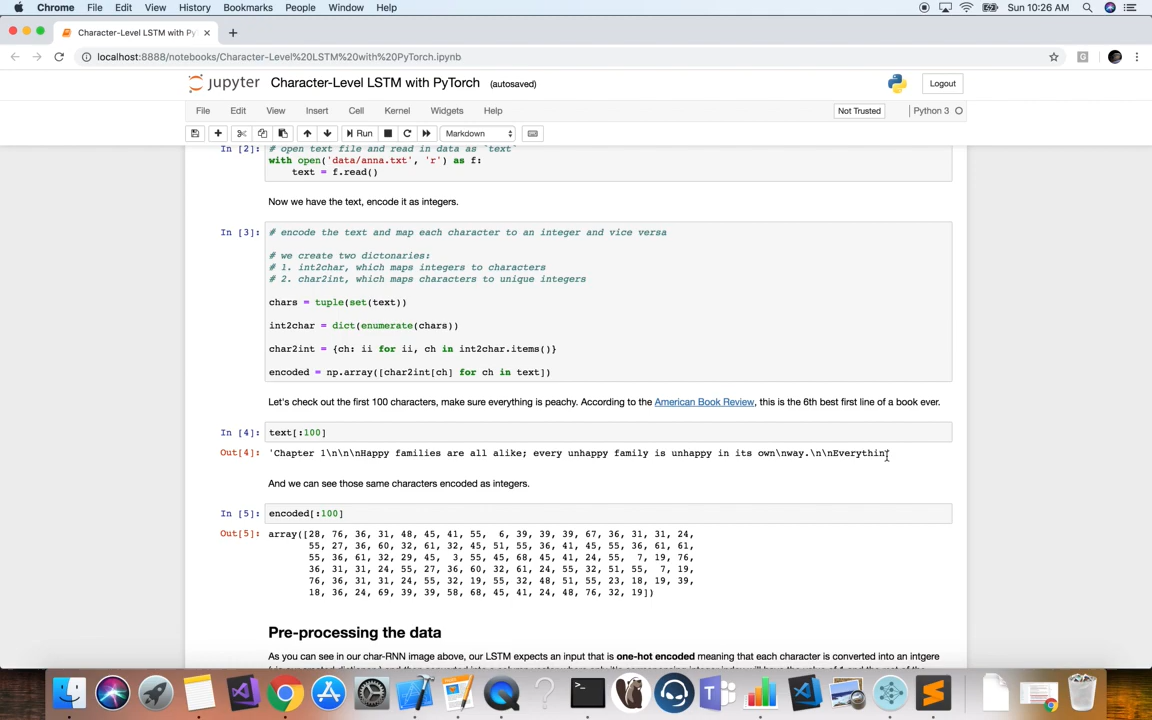 Chrome File Edit View History Bookmarks People Window Help Sun 10:26 AM
Character-Level LSTM with Py
localhost:8888/notebooks/Character-Level%20LSTM%20with%20PyTorch.ipynb
jupyter Character-Level LSTM with PyTorch (autosaved) Logout
File Edit View Insert Cell Kernel Widgets Help Not Trusted Python 3
Run Markdown
In [2]: # open text file and read in data as `text`
with open('data/anna.txt', 'r') as f:
text = f.read()
Now we have the text, encode it as integers.
In [3]: # encode the text and map each character to an integer and vice versa
# we create two dictonaries:
# 1. int2char, which maps integers to characters
# 2. char2int, which maps characters to unique integers
chars = tuple(set(text))
int2char = dict(enumerate(chars))
char2int = {ch: ii for ii, ch in int2char.items()}
encoded = np.array([char2int[ch] for ch in text])
Let's check out the first 100 characters, make sure everything is peachy. According to the American Book Review, this is the 6th best first line of a book ever.
In [4]: text[:100]
Out[4]: 'Chapter 1\n\n\nHappy families are all alike; every unhappy family is unhappy in its own\nway.\n\nEverythin'
And we can see those same characters encoded as integers.
In [5]: encoded[:100]
Out[5]: array([28, 76, 36, 31, 48, 45, 41, 55, 6, 39, 39, 39, 67, 36, 31, 31, 24,
55, 27, 36, 60, 32, 61, 32, 45, 51, 55, 36, 41, 45, 55, 36, 61, 61,
55, 36, 61, 32, 29, 45, 3, 55, 45, 68, 45, 41, 24, 55, 7, 19, 76,
36, 31, 31, 24, 55, 27, 36, 60, 32, 61, 24, 55, 32, 51, 55, 7, 19,
76, 36, 31, 31, 24, 55, 32, 19, 55, 32, 48, 51, 55, 23, 18, 19, 39,
18, 36, 24, 69, 39, 39, 58, 68, 45, 41, 24, 48, 76, 32, 19])
Pre-processing the data
As you can see in our char-RNN image above, our LSTM expects an input that is one-hot encoded meaning that each character is converted into an intgere